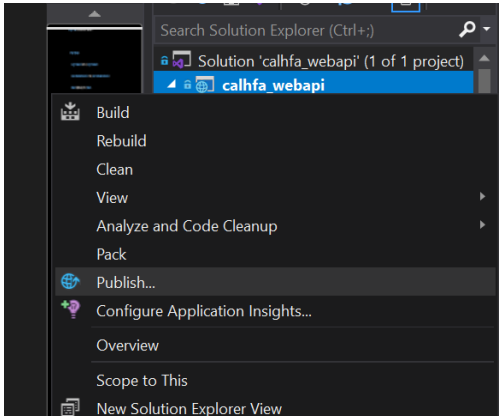 Search Solution Explorer (Ctrl+;)
Solution 'calhfa_webapi' (1 of 1 project)
calhfa_webapi
Build
Rebuild
Clean
View
Analyze and Code Cleanup
Pack
Publish...
Configure Application Insights...
Overview
Scope to This
New Solution Explorer View